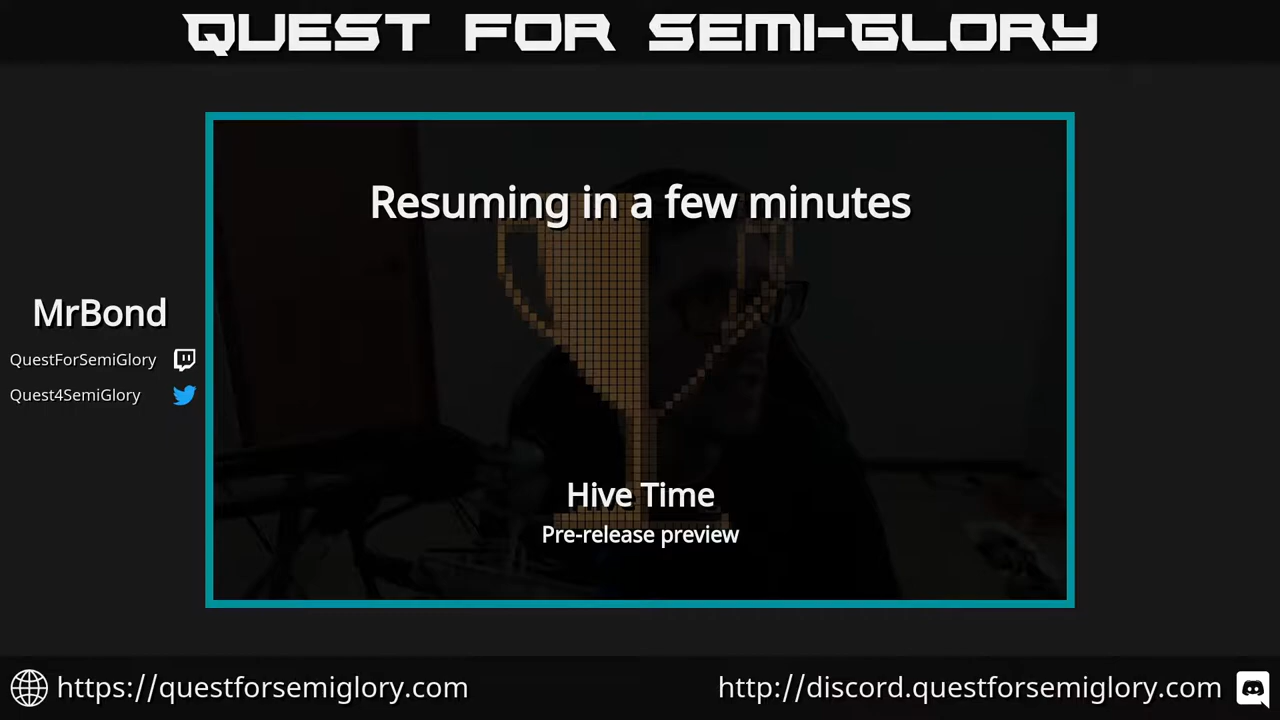 QUEST FOR SEMI-GLORY
Resuming in a few minutes
MrBond
QuestForSemiGlory
Quest4SemiGlory
Hive Time
Pre-release preview
https://questforsemiglory.com
http://discord.questforsemiglory.com